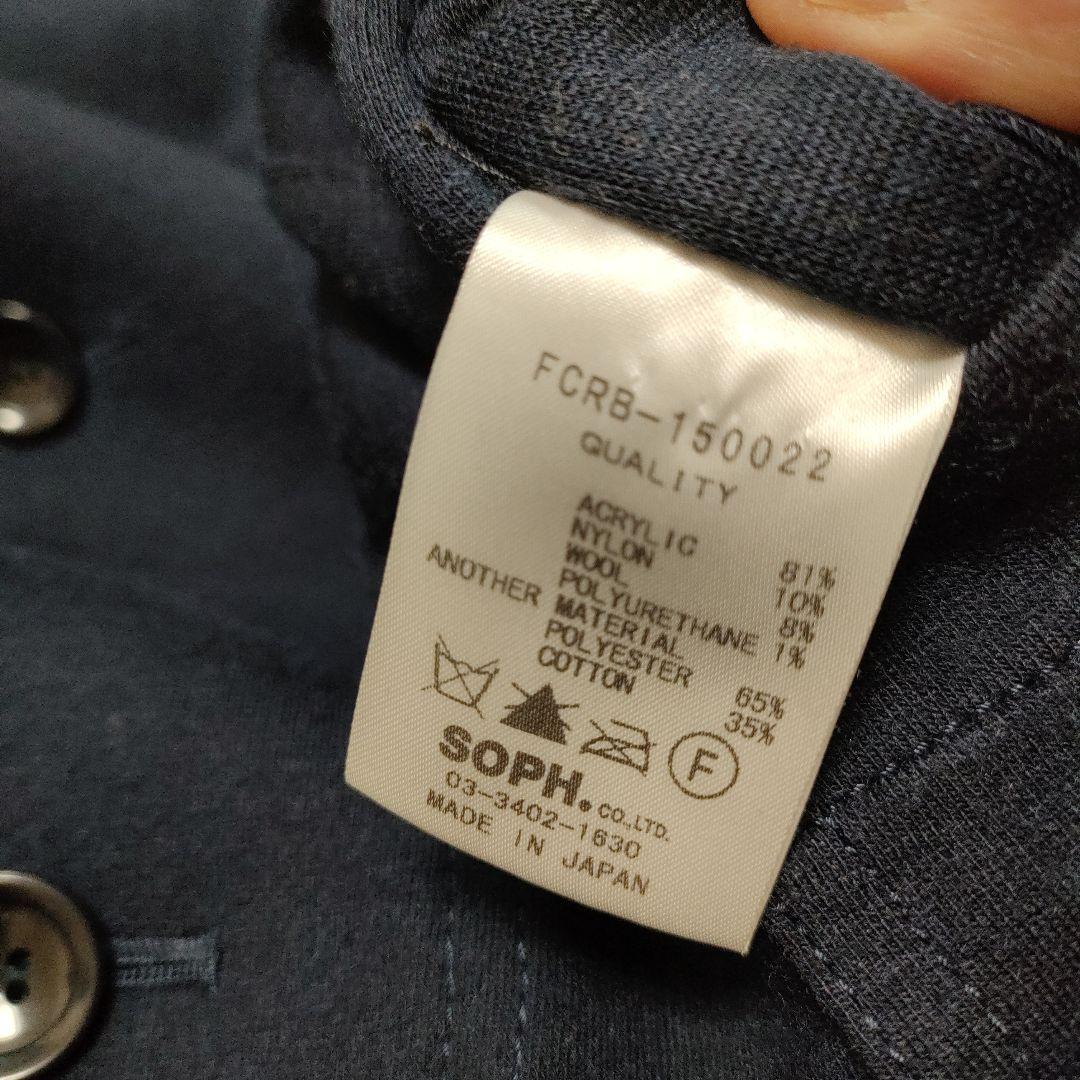 FCRB-150022
QUALITY
ACRYLIC 81%
NYLON 10%
WOOL 8%
POLYURETHANE 1%
ANOTHER MATERIAL
POLYESTER 65%
COTTON 35%
F
SOPH. CO.,LTD.
03-3402-1630
MADE IN JAPAN